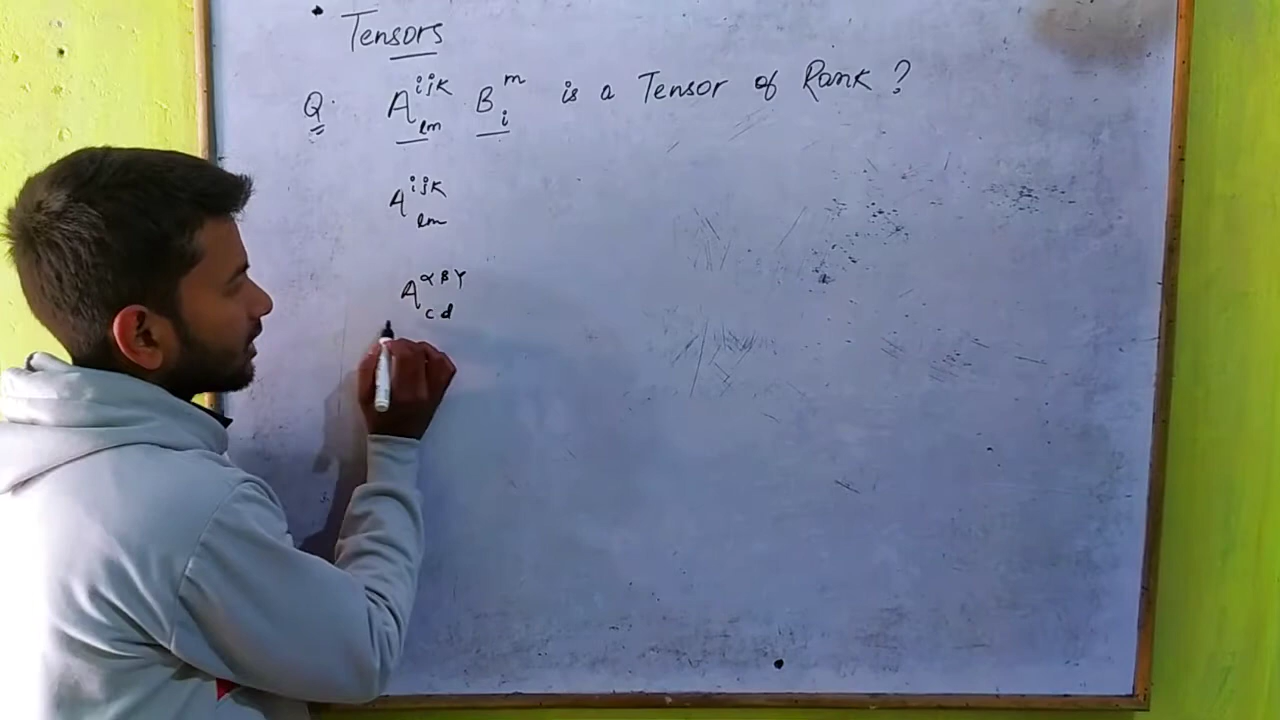 Tensors
Q. A^{ijk}_{lm} B^{m}_{i} is a Tensor of Rank ?
A^{ijk}_{lm}
A^{αβγ}_{cd}